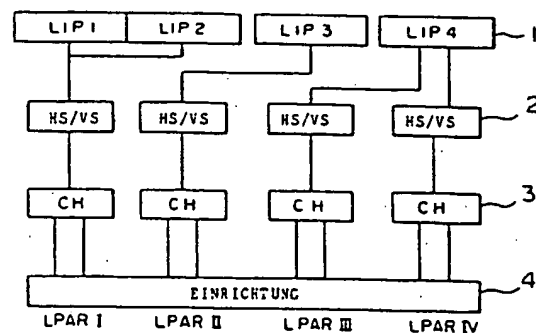 LIP 1 LIP 2 LIP 3 LIP 4 1
HS/VS HS/VS HS/VS HS/VS 2
CH CH CH CH 3
EINRICHTUNG 4
LPAR I LPAR II LPAR III LPAR IV